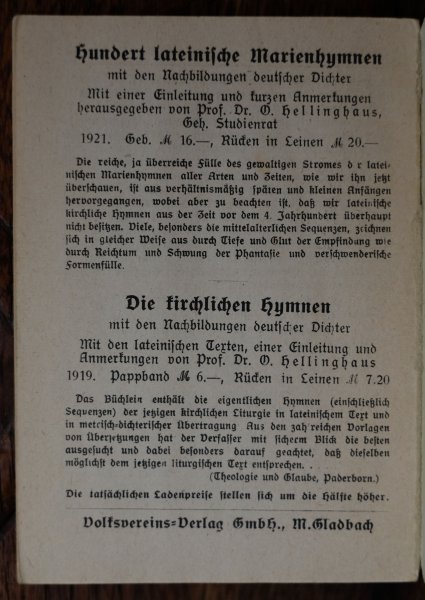 Hundert lateinische Marienhymnen
mit den Nachbildungen deutscher Dichter
Mit einer Einleitung und kurzen Anmerkungen
herausgegeben von Prof. Dr. O. Hellinghaus,
Geh. Studienrat
1921. Geb. ℳ 16.—, Rücken in Leinen ℳ 20.—
Die reiche, ja überreiche Fülle des gewaltigen Stromes d r latei-
nischen Marienhymnen aller Arten und Zeiten, wie wir ihn jetzt
überschauen, ist aus verhältnismäßig späten und kleinen Anfängen
hervorgegangen, wobei aber zu beachten ist, daß wir lateinische
kirchliche Hymnen aus der Zeit vor dem 4. Jahrhundert überhaupt
nicht besitzen. Viele, besonders die mittelalterlichen Sequenzen, zeichnen
sich in gleicher Weise aus durch Tiefe und Glut der Empfindung wie
durch Reichtum und Schwung der Phantasie und verschwenderische
Formenfülle.
Die kirchlichen Hymnen
mit den Nachbildungen deutscher Dichter
Mit den lateinischen Texten, einer Einleitung und
Anmerkungen von Prof. Dr. O. Hellinghaus
1919. Pappband ℳ 6.—, Rücken in Leinen ℳ 7.20
Das Büchlein enthält die eigentlichen Hymnen (einschließlich
Sequenzen) der jetzigen kirchlichen Liturgie in lateinischem Text und
in metrisch-dichterischer Übertragung Aus den zah reichen Vorlagen
von Übersetzungen hat der Verfasser mit sicherm Blick die besten
ausgesucht und dabei besonders darauf geachtet, daß dieselben
möglichst dem jetzigen liturgischen Text entsprechen. .
(Theologie und Glaube, Paderborn.)
Die tatsächlichen Ladenpreise stellen sich um die Hälfte höher.
Volksvereins-Verlag GmbH., M.Gladbach